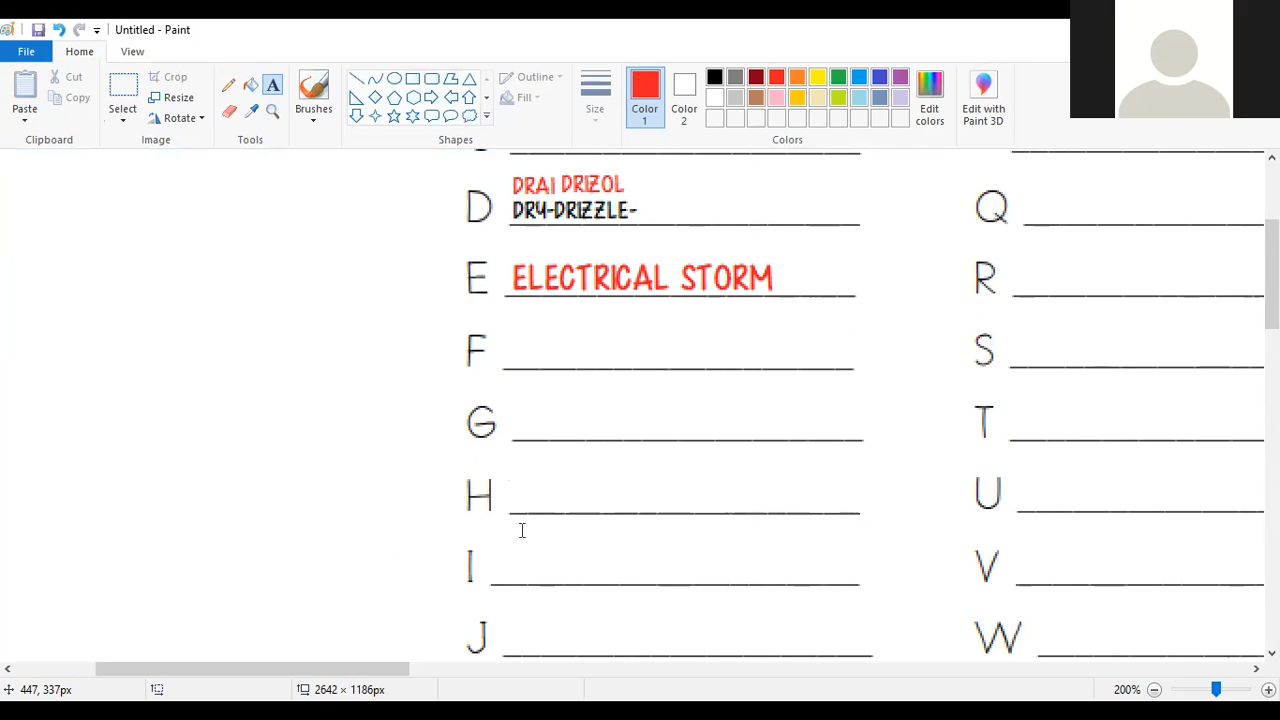 Untitled - Paint
File Home View
Paste
Cut
Copy
Clipboard
Select
Crop
Resize
Rotate
Image
A
Tools
Brushes
Shapes
Outline
Fill
Size
Color 1
Color 2
Edit colors
Colors
Edit with Paint 3D
D DRAI DRIZOL
DRY-DRIZZLE-
E ELECTRICAL STORM
F
G
H
I
J
Q
R
S
T
U
V
W
447, 337px
2642 × 1186px
200%